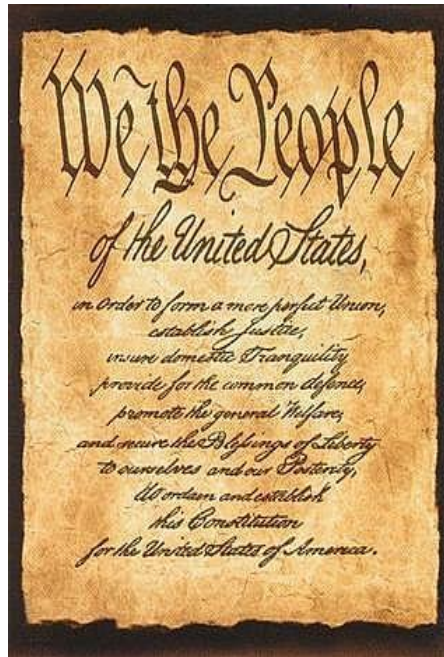 We the People
of the United States,
in Order to form a more perfect Union,
establish Justice,
insure domestic Tranquility
provide for the common defence,
promote the general Welfare,
and secure the Blessings of Liberty
to ourselves and our Posterity,
do ordain and establish
this Constitution
for the United States of America.